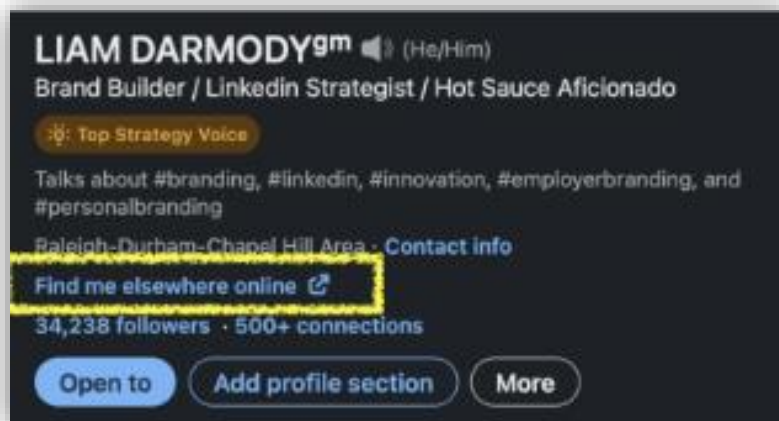 LIAM DARMODYᵍᵐ (He/Him)
Brand Builder / Linkedin Strategist / Hot Sauce Aficionado
Top Strategy Voice
Talks about #branding, #linkedin, #innovation, #employerbranding, and
#personalbranding
Raleigh-Durham-Chapel Hill Area · Contact info
Find me elsewhere online
34,238 followers · 500+ connections
Open to Add profile section More